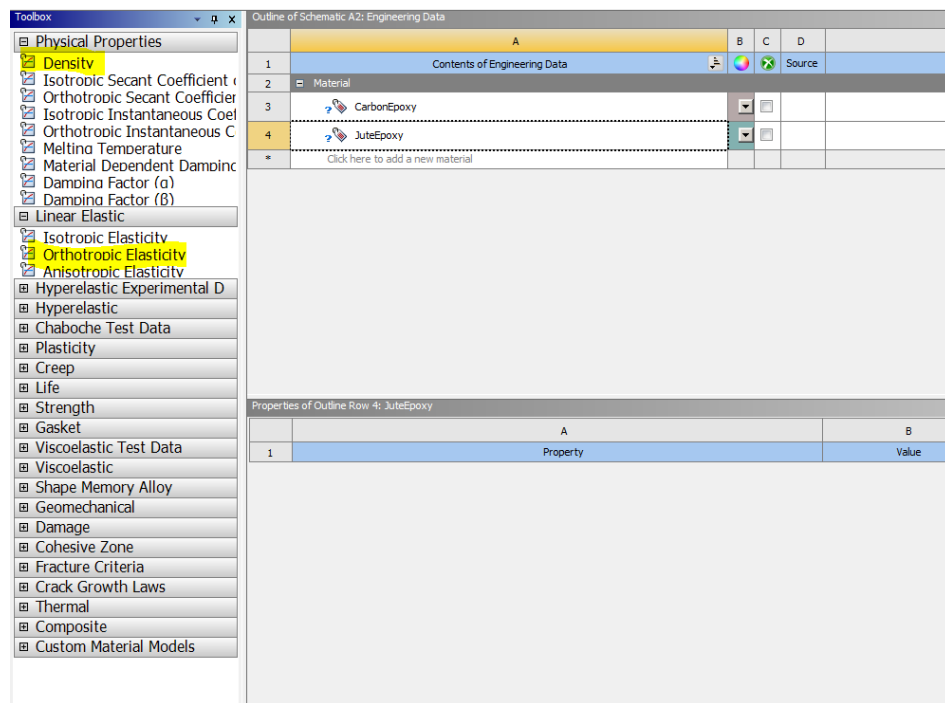 Toolbox
Physical Properties
Density
Isotropic Secant Coefficient
Orthotropic Secant Coefficier
Isotropic Instantaneous Coef
Orthotropic Instantaneous C
Melting Temperature
Material Dependent Damping
Damping Factor (α)
Damping Factor (β)
Linear Elastic
Isotropic Elasticity
Orthotropic Elasticity
Anisotropic Elasticity
Hyperelastic Experimental D
Hyperelastic
Chaboche Test Data
Plasticity
Creep
Life
Strength
Gasket
Viscoelastic Test Data
Viscoelastic
Shape Memory Alloy
Geomechanical
Damage
Cohesive Zone
Fracture Criteria
Crack Growth Laws
Thermal
Composite
Custom Material Models
Outline of Schematic A2: Engineering Data
A B C D
1 Contents of Engineering Data Source
2 Material
3 CarbonEpoxy
4 JuteEpoxy
* Click here to add a new material
Properties of Outline Row 4: JuteEpoxy
A B
1 Property Value